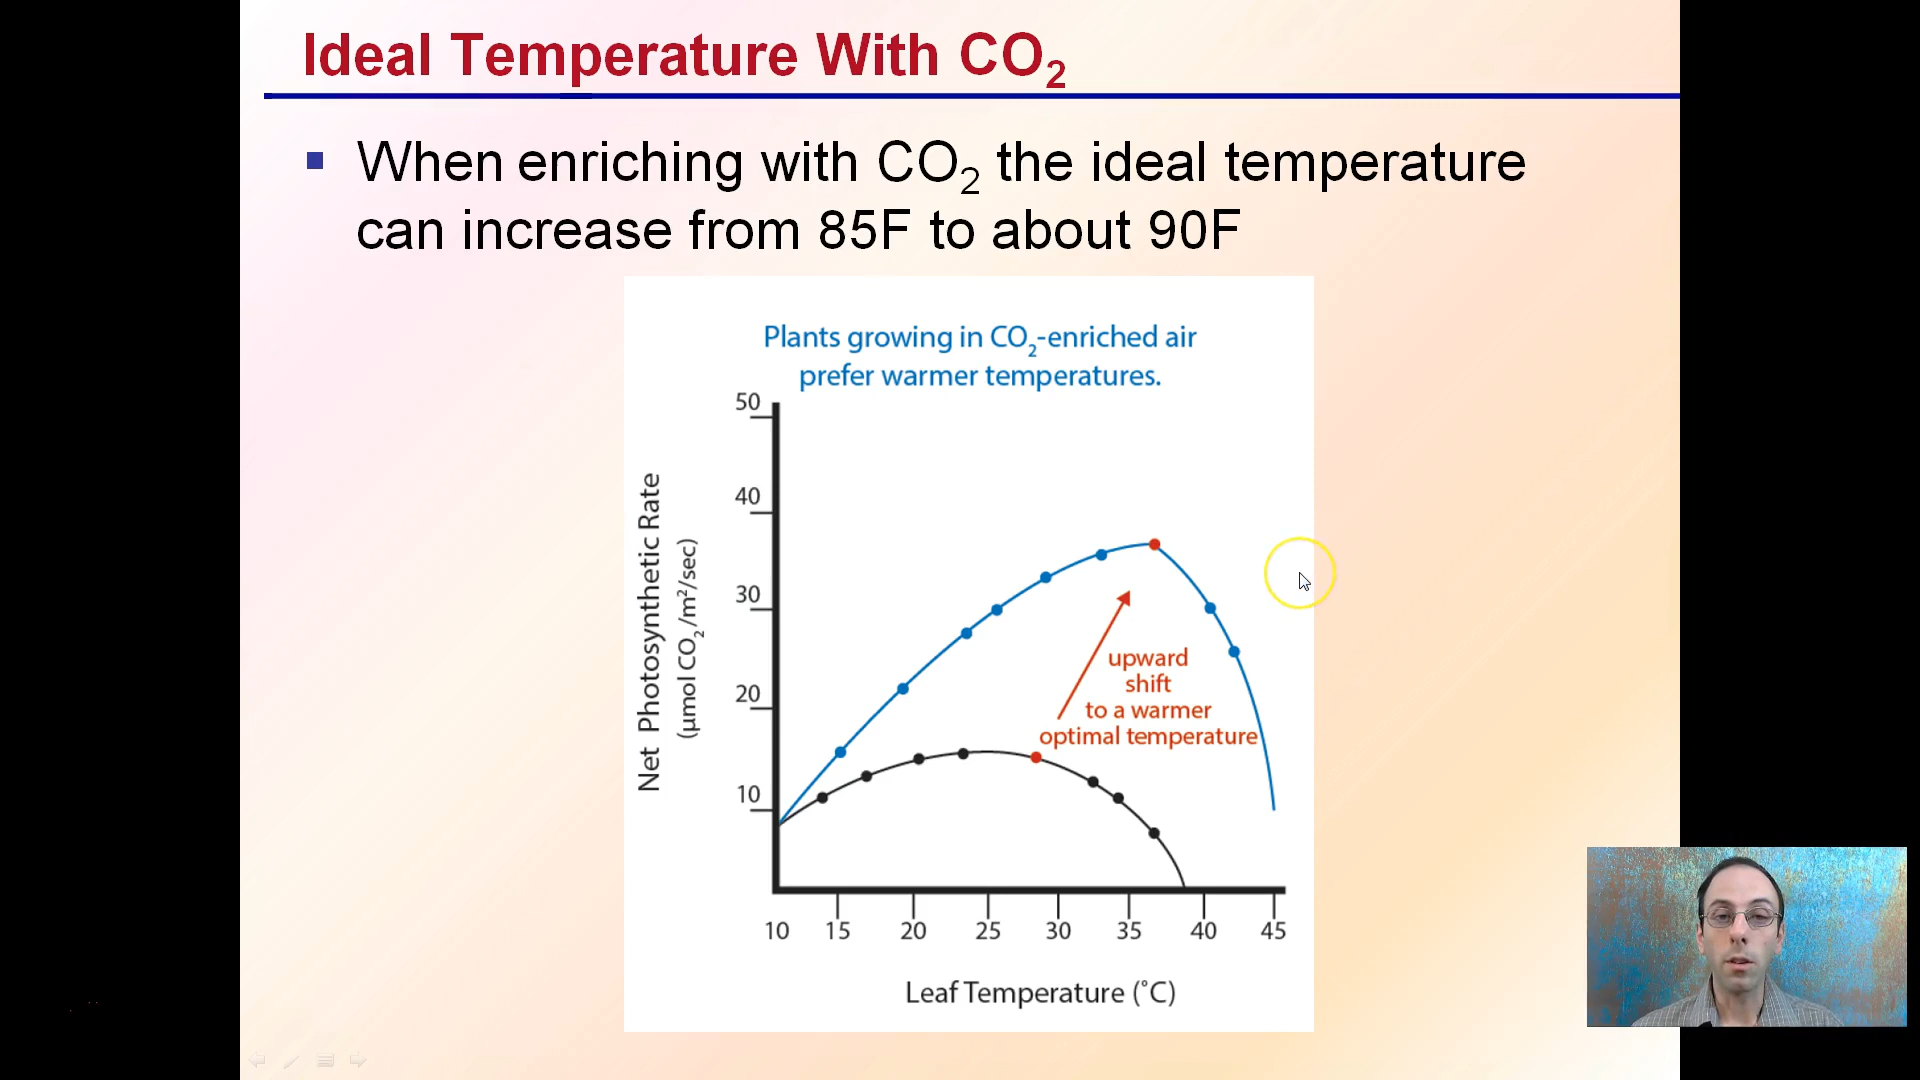 Ideal Temperature With CO₂
When enriching with CO₂ the ideal temperature
can increase from 85F to about 90F
Plants growing in CO₂-enriched air
prefer warmer temperatures.
50
40
30
20
10
Net Photosynthetic Rate
(µmol CO₂/m²/sec)
upward
shift
to a warmer
optimal temperature
10 15 20 25 30 35 40 45
Leaf Temperature (˚C)